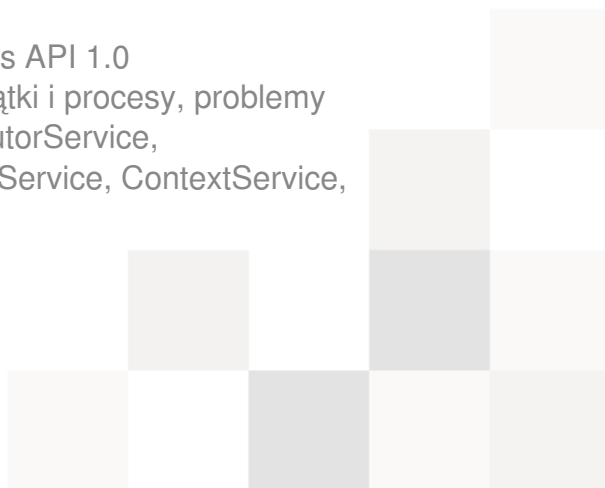 s API 1.0
ątki i procesy, problemy
utorService,
Service, ContextService,